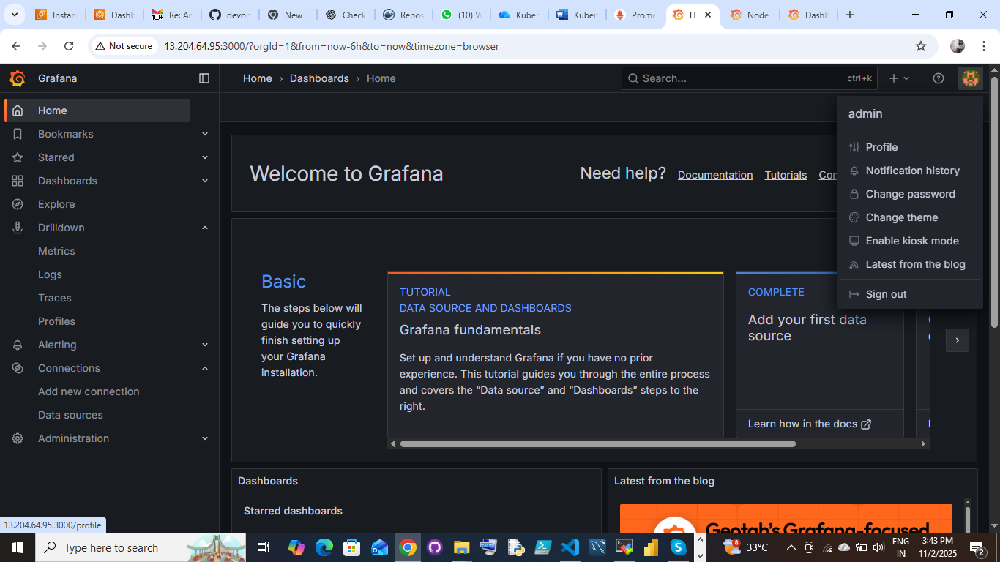 Instan
Dashb
Re: Ac
devop
New T
Check
Repos
(10) W
Kuber
Kuber
Prome
H
Node
Dashb
Not secure
13.204.64.95:3000/?orgId=1&from=now-6h&to=now&timezone=browser
Grafana
Home › Dashboards › Home
Search...
ctrl+k
Home
Bookmarks
Starred
Dashboards
Explore
Drilldown
Metrics
Logs
Traces
Profiles
Alerting
Connections
Add new connection
Data sources
Administration
admin
Profile
Notification history
Change password
Change theme
Enable kiosk mode
Latest from the blog
Sign out
Welcome to Grafana
Need help?
Documentation
Tutorials
Basic
The steps below will
guide you to quickly
finish setting up
your Grafana
installation.
TUTORIAL
DATA SOURCE AND DASHBOARDS
Grafana fundamentals
Set up and understand Grafana if you have no prior
experience. This tutorial guides you through the entire process
and covers the “Data source” and “Dashboards” steps to the
right.
COMPLETE
Add your first data
source
Learn how in the docs
Dashboards
Starred dashboards
Latest from the blog
Geotab's Grafana-focused
13.204.64.95:3000/profile
Type here to search
33°C
ENG
IN
3:43 PM
11/2/2025